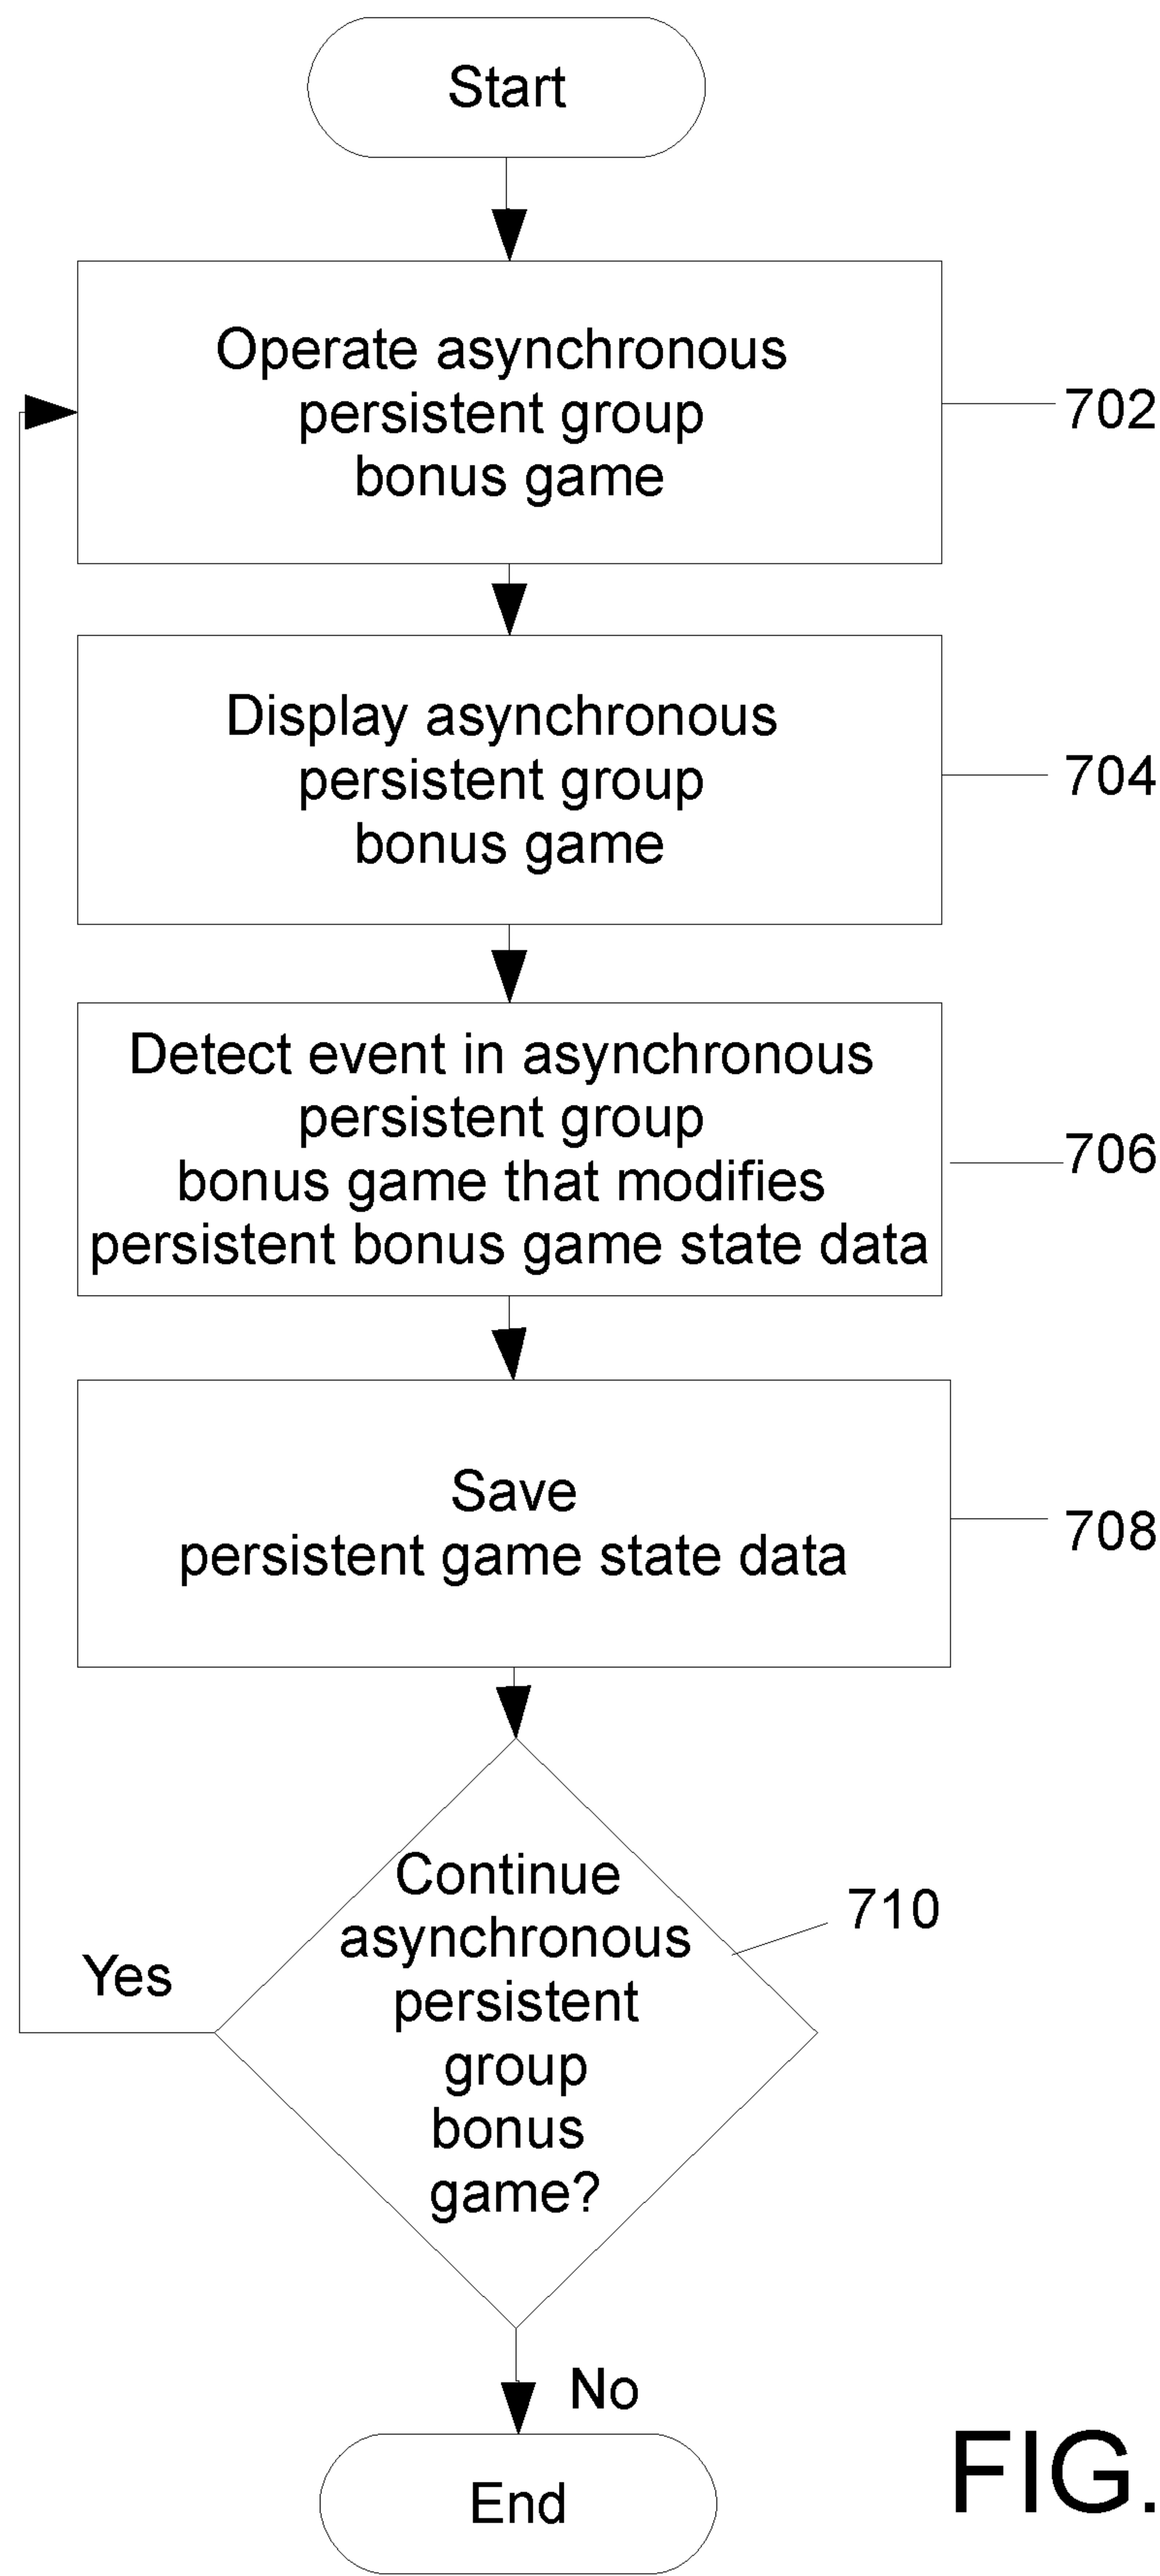 Start
Operate asynchronous
persistent group
bonus game
702
Display asynchronous
persistent group
bonus game
704
Detect event in asynchronous
persistent group
bonus game that modifies
persistent bonus game state data
706
Save
persistent game state data
708
Continue
asynchronous
persistent
group
bonus
game?
710
Yes
No
End
FIG.